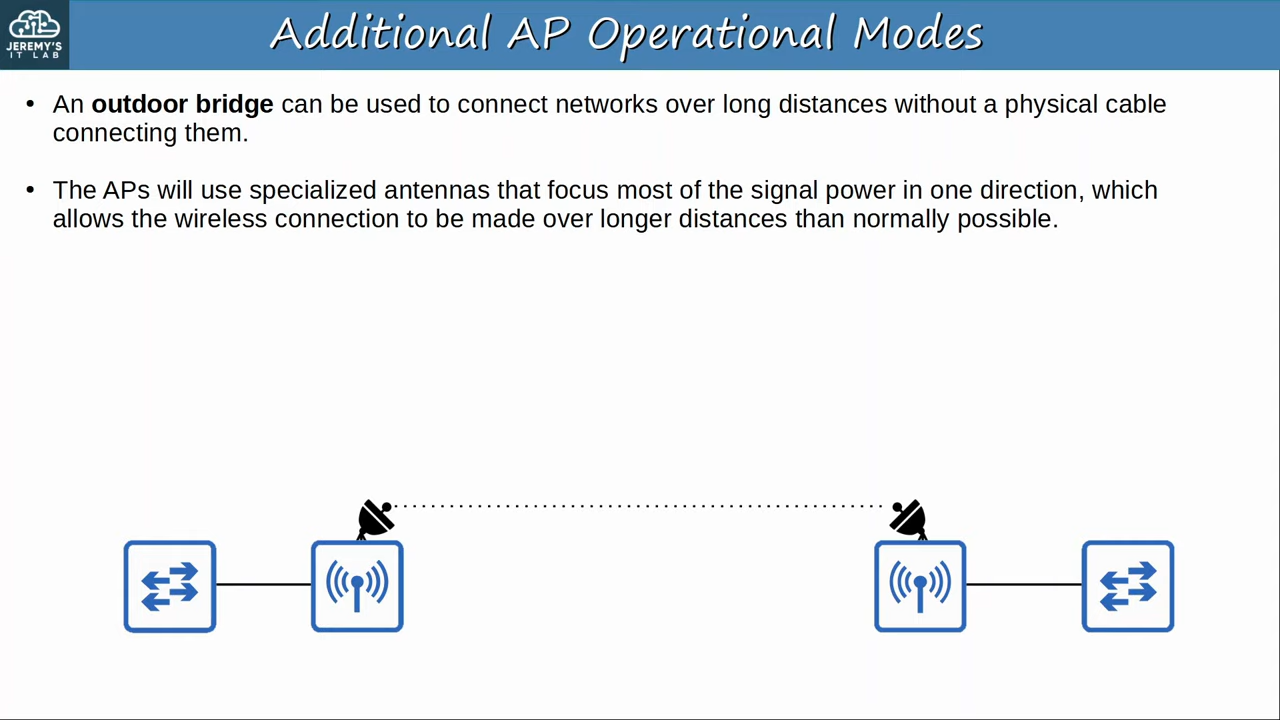 JEREMY'S
IT LAB
Additional AP Operational Modes
• An outdoor bridge can be used to connect networks over long distances without a physical cable
connecting them.
• The APs will use specialized antennas that focus most of the signal power in one direction, which
allows the wireless connection to be made over longer distances than normally possible.